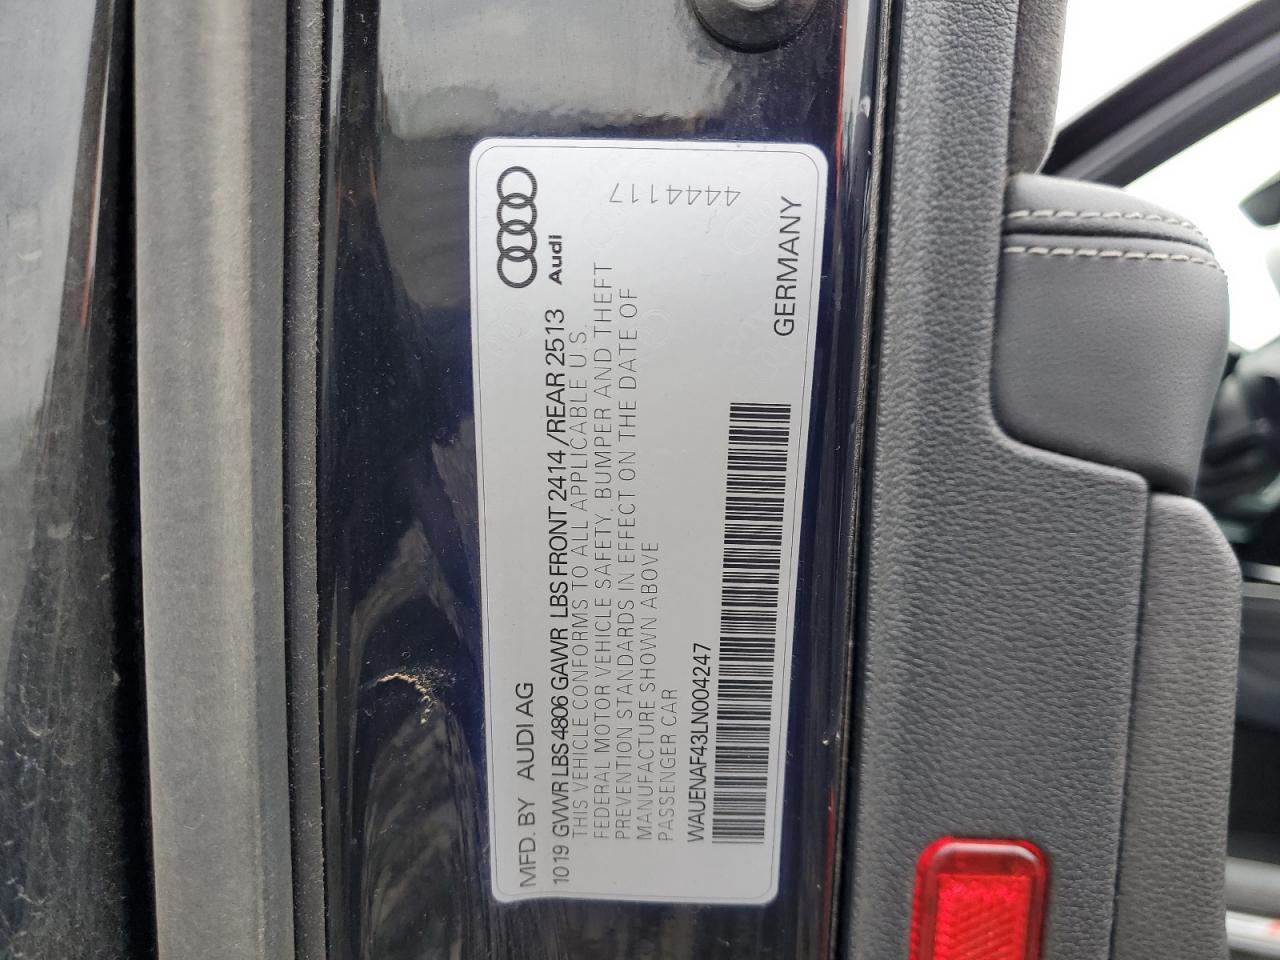 MFD. BY AUDI AG
Audi
1019 GVWR LBS 4806 GAWR LBS FRONT 2414/REAR 2513
THIS VEHICLE CONFORMS TO ALL APPLICABLE U.S.
FEDERAL MOTOR VEHICLE SAFETY, BUMPER AND THEFT
PREVENTION STANDARDS IN EFFECT ON THE DATE OF
MANUFACTURE SHOWN ABOVE
PASSENGER CAR
4444117
WAUENAF43LN004247
GERMANY